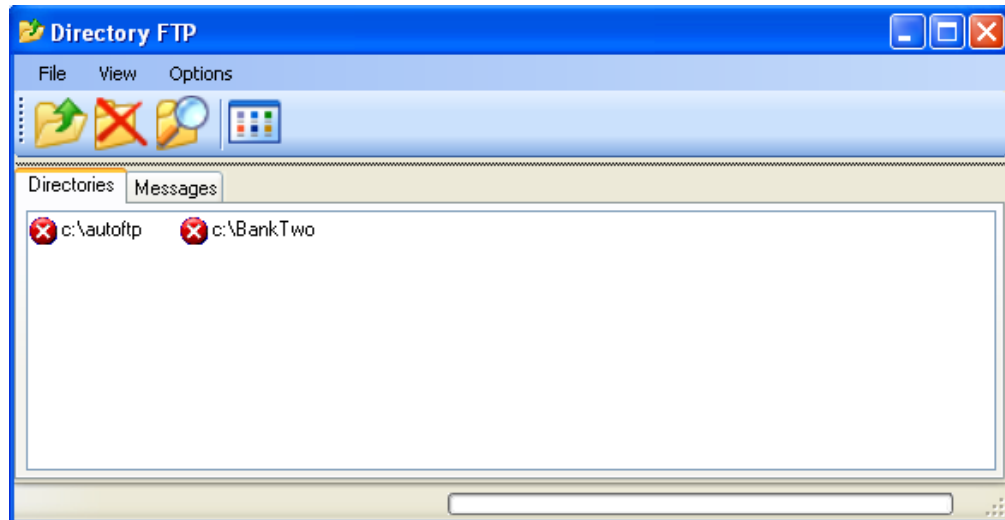 Directory FTP
File View Options
Directories Messages
c:\autoftp c:\BankTwo